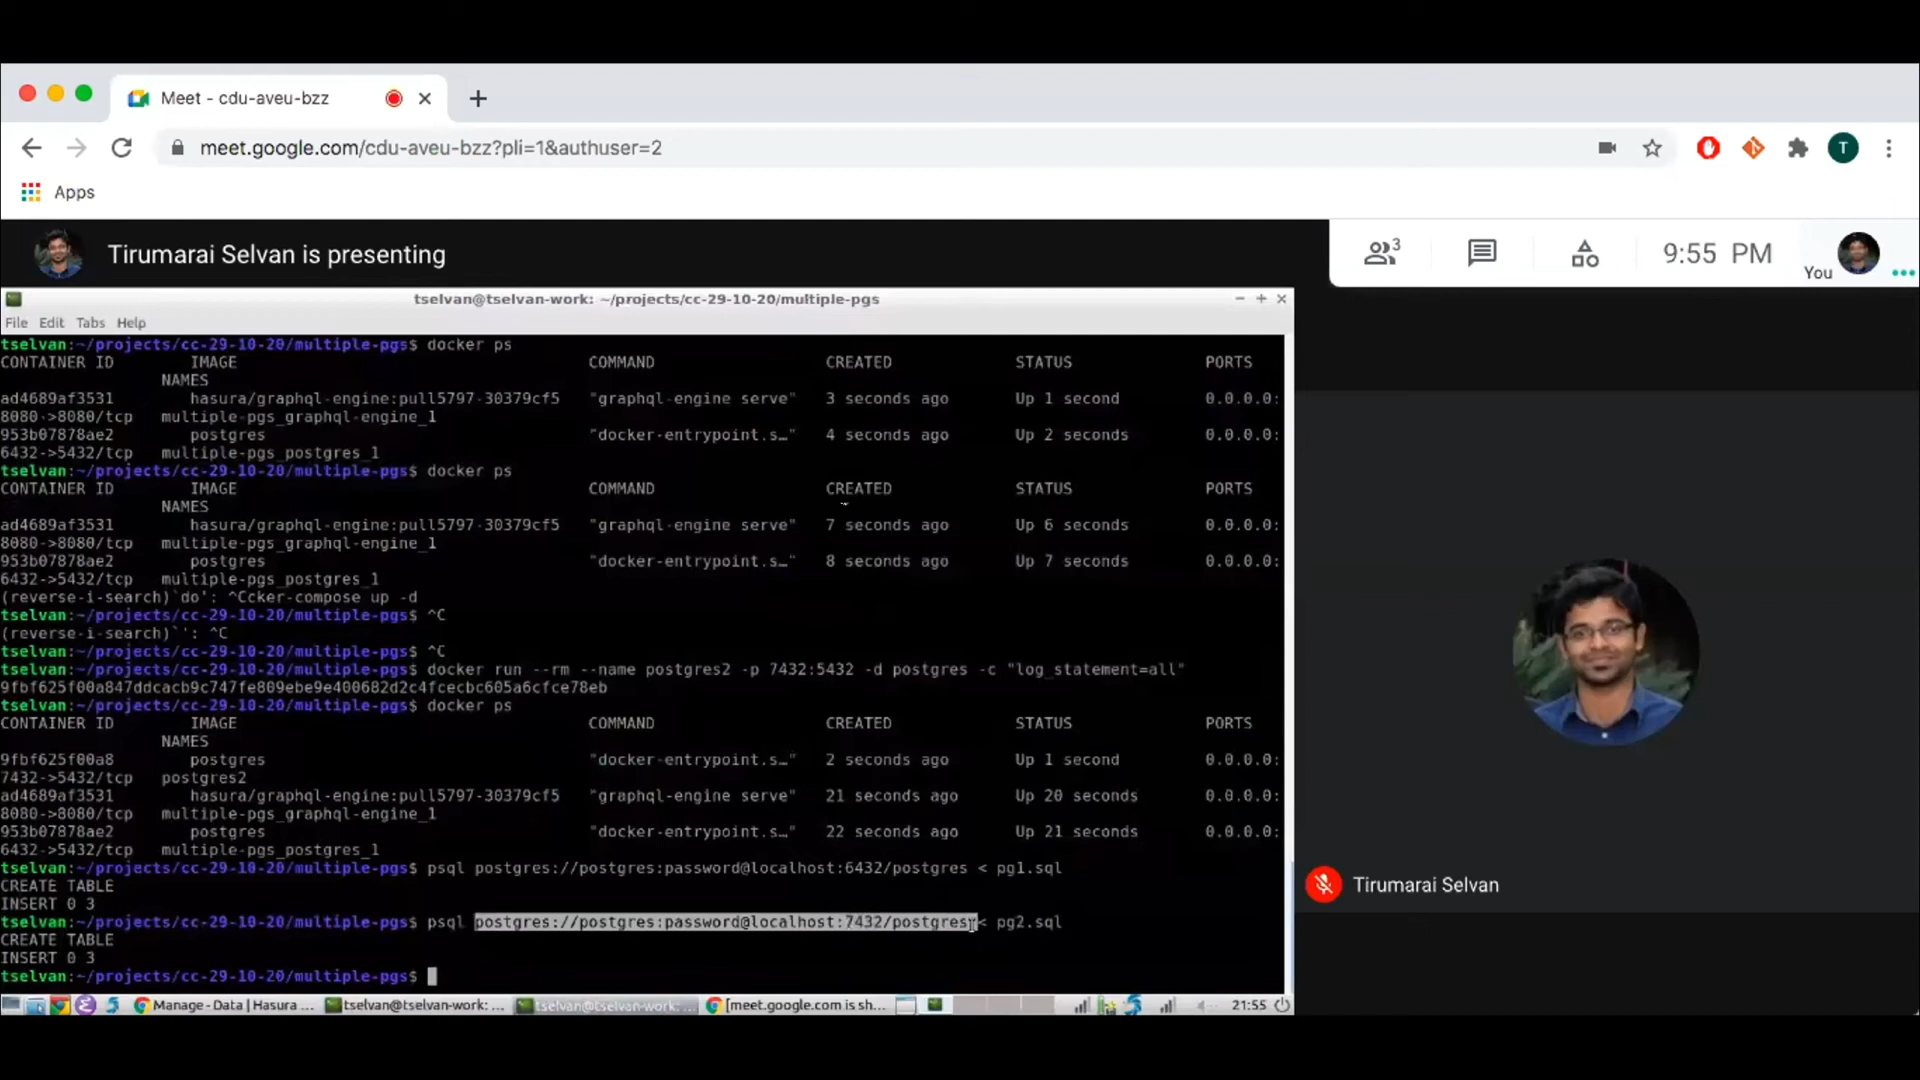 Meet - cdu-aveu-bzz
meet.google.com/cdu-aveu-bzz?pli=1&authuser=2
T
Apps
Tirumarai Selvan is presenting
3
9:55 PM
You
tselvan@tselvan-work: ~/projects/cc-29-10-20/multiple-pgs
File Edit Tabs Help
tselvan:~/projects/cc-29-10-20/multiple-pgs$ docker ps
CONTAINER ID IMAGE COMMAND CREATED STATUS PORTS
NAMES
ad4689af3531 hasura/graphql-engine:pull5797-30379cf5 "graphql-engine serve" 3 seconds ago Up 1 second 0.0.0.0:
8080->8080/tcp multiple-pgs_graphql-engine_1
953b07878ae2 postgres "docker-entrypoint.s…" 4 seconds ago Up 2 seconds 0.0.0.0:
6432->5432/tcp multiple-pgs_postgres_1
tselvan:~/projects/cc-29-10-20/multiple-pgs$ docker ps
CONTAINER ID IMAGE COMMAND CREATED STATUS PORTS
NAMES
ad4689af3531 hasura/graphql-engine:pull5797-30379cf5 "graphql-engine serve" 7 seconds ago Up 6 seconds 0.0.0.0:
8080->8080/tcp multiple-pgs_graphql-engine_1
953b07878ae2 postgres "docker-entrypoint.s…" 8 seconds ago Up 7 seconds 0.0.0.0:
6432->5432/tcp multiple-pgs_postgres_1
(reverse-i-search)`do': ^Ccker-compose up -d
tselvan:~/projects/cc-29-10-20/multiple-pgs$ ^C
(reverse-i-search)`': ^C
tselvan:~/projects/cc-29-10-20/multiple-pgs$ ^C
tselvan:~/projects/cc-29-10-20/multiple-pgs$ docker run --rm --name postgres2 -p 7432:5432 -d postgres -c "log_statement=all"
9fbf625f00a847ddcacb9c747fe809ebe9e400682d2c4fcecbc605a6cfce78eb
tselvan:~/projects/cc-29-10-20/multiple-pgs$ docker ps
CONTAINER ID IMAGE COMMAND CREATED STATUS PORTS
NAMES
9fbf625f00a8 postgres "docker-entrypoint.s…" 2 seconds ago Up 1 second 0.0.0.0:
7432->5432/tcp postgres2
ad4689af3531 hasura/graphql-engine:pull5797-30379cf5 "graphql-engine serve" 21 seconds ago Up 20 seconds 0.0.0.0:
8080->8080/tcp multiple-pgs_graphql-engine_1
953b07878ae2 postgres "docker-entrypoint.s…" 22 seconds ago Up 21 seconds 0.0.0.0:
6432->5432/tcp multiple-pgs_postgres_1
tselvan:~/projects/cc-29-10-20/multiple-pgs$ psql postgres://postgres:password@localhost:6432/postgres < pg1.sql
CREATE TABLE
INSERT 0 3
tselvan:~/projects/cc-29-10-20/multiple-pgs$ psql postgres://postgres:password@localhost:7432/postgres < pg2.sql
CREATE TABLE
INSERT 0 3
tselvan:~/projects/cc-29-10-20/multiple-pgs$
Tirumarai Selvan
Manage - Data | Hasura ... tselvan@tselvan-work: ... tselvan@tselvan-work: ... [meet.google.com is sh... 21:55